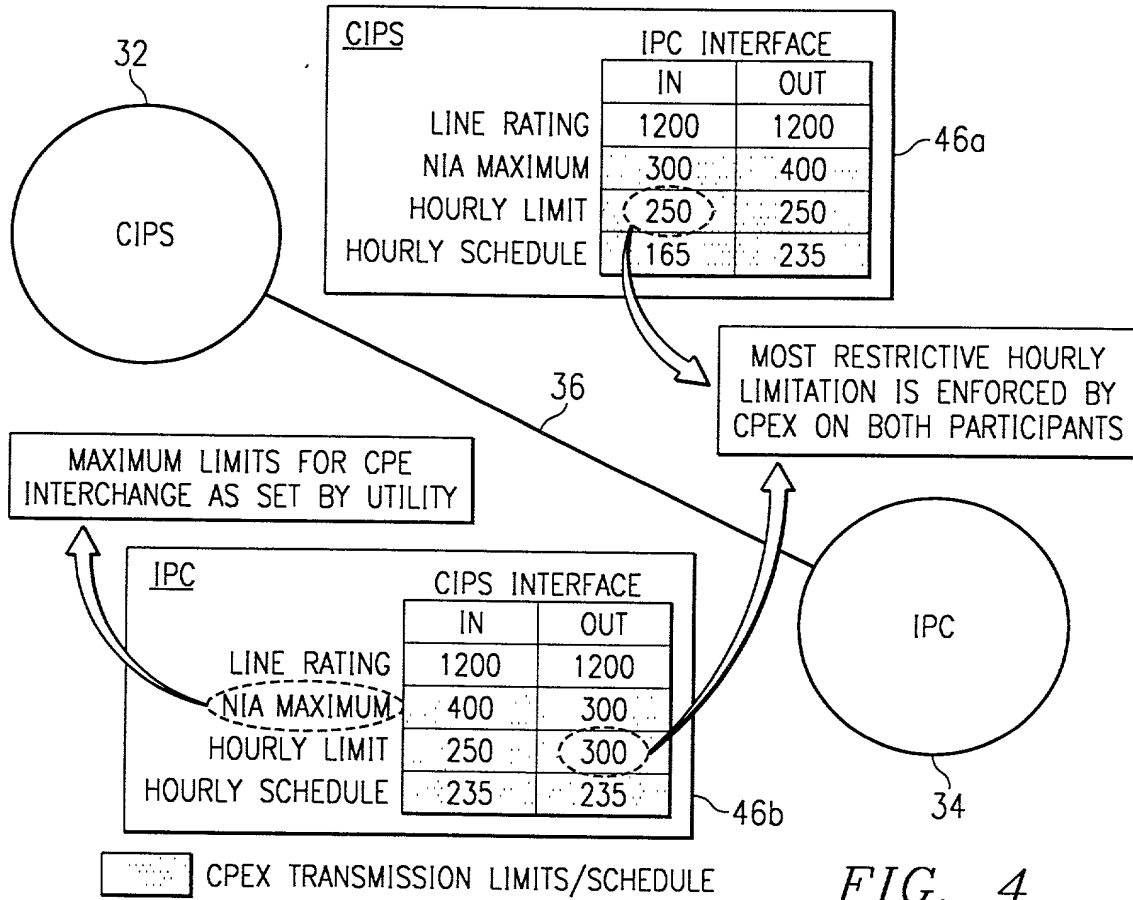 32
CIPS
CIPS
IPC INTERFACE
IN OUT
LINE RATING 1200 1200
NIA MAXIMUM 300 400
HOURLY LIMIT 250 250
HOURLY SCHEDULE 165 235
46a
36
MOST RESTRICTIVE HOURLY
LIMITATION IS ENFORCED BY
CPEX ON BOTH PARTICIPANTS
MAXIMUM LIMITS FOR CPE
INTERCHANGE AS SET BY UTILITY
IPC
CIPS INTERFACE
IN OUT
LINE RATING 1200 1200
NIA MAXIMUM 400 300
HOURLY LIMIT 250 300
HOURLY SCHEDULE 235 235
46b
IPC
34
CPEX TRANSMISSION LIMITS/SCHEDULE
FIG. 4